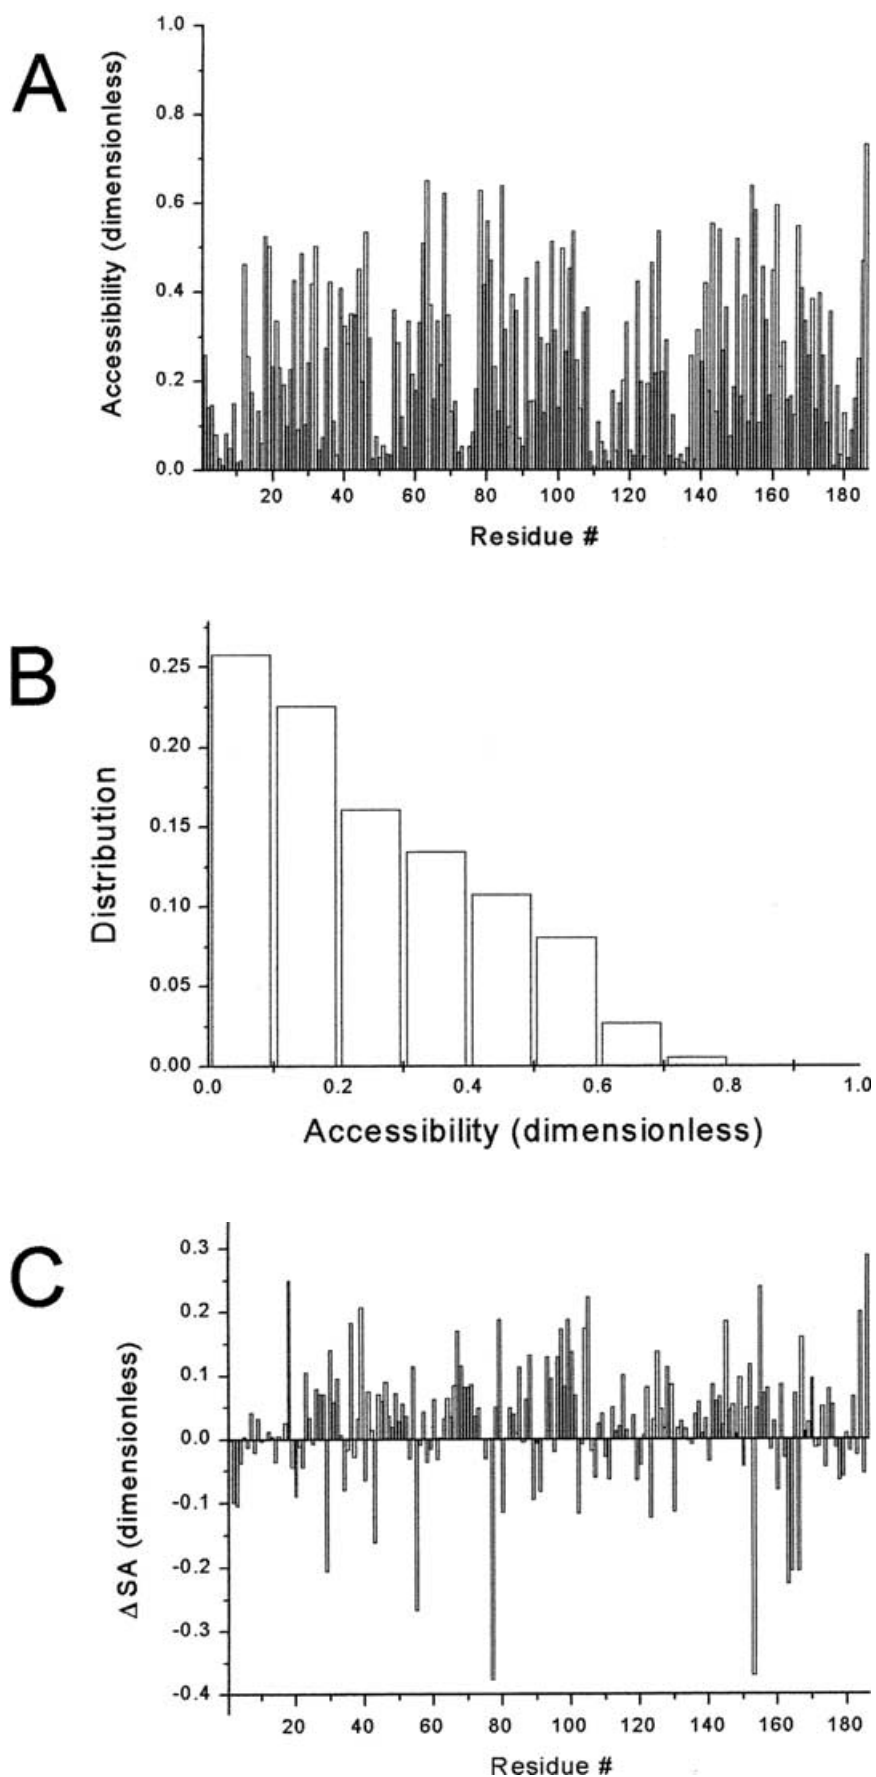 A
Accessibility (dimensionless)
1.0
0.8
0.6
0.4
0.2
0.0
20 40 60 80 100 120 140 160 180
Residue #
B
Distribution
0.25
0.20
0.15
0.10
0.05
0.00
0.0 0.2 0.4 0.6 0.8 1.0
Accessibility (dimensionless)
C
ΔSA (dimensionless)
0.3
0.2
0.1
0.0
-0.1
-0.2
-0.3
-0.4
20 40 60 80 100 120 140 160 180
Residue #